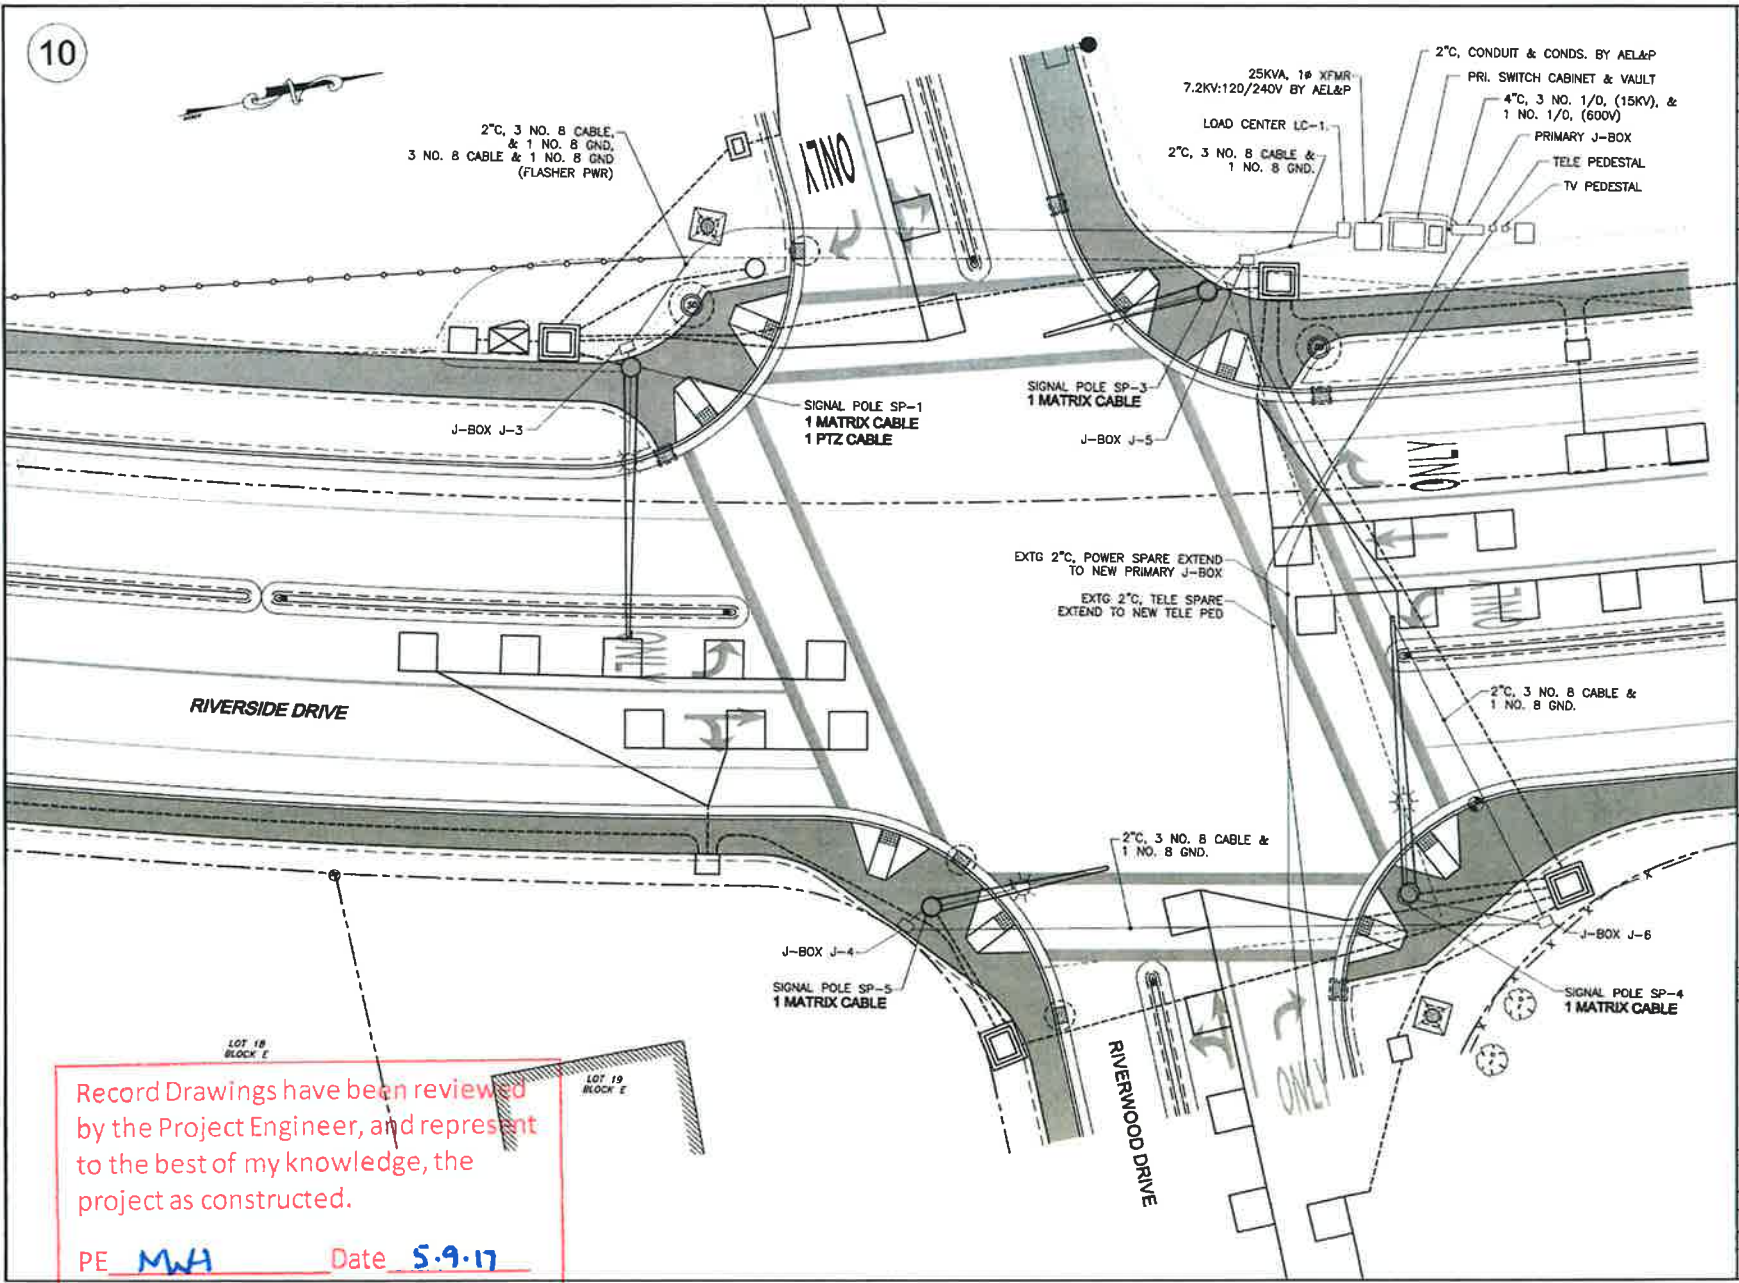 10
2"C, 3 NO. 8 CABLE,
& 1 NO. 8 GND,
3 NO. 8 CABLE & 1 NO. 8 GND
(FLASHER PWR)
ONLY
25KVA, 1ø XFMR
7.2KV:120/240V BY AEL&P
LOAD CENTER LC-1
2"C, 3 NO. 8 CABLE &
1 NO. 8 GND.
2"C, CONDUIT & CONDS. BY AEL&P
PRI. SWITCH CABINET & VAULT
4"C, 3 NO. 1/0, (15KV), &
1 NO. 1/0, (600V)
PRIMARY J-BOX
TELE PEDESTAL
TV PEDESTAL
J-BOX J-3
SIGNAL POLE SP-1
1 MATRIX CABLE
1 PTZ CABLE
SIGNAL POLE SP-3
1 MATRIX CABLE
J-BOX J-5
ONLY
EXTG 2"C, POWER SPARE EXTEND
TO NEW PRIMARY J-BOX
EXTG 2"C, TELE SPARE
EXTEND TO NEW TELE PED
ONLY
ONLY
RIVERSIDE DRIVE
2"C, 3 NO. 8 CABLE &
1 NO. 8 GND.
2"C, 3 NO. 8 CABLE &
1 NO. 8 GND.
J-BOX J-4
SIGNAL POLE SP-5
1 MATRIX CABLE
J-BOX J-6
SIGNAL POLE SP-4
1 MATRIX CABLE
RIVERWOOD DRIVE
ONLY
LOT 18
BLOCK E
LOT 19
BLOCK E
Record Drawings have been reviewed
by the Project Engineer, and represent
to the best of my knowledge, the
project as constructed.
PE MWH Date 5.9.17